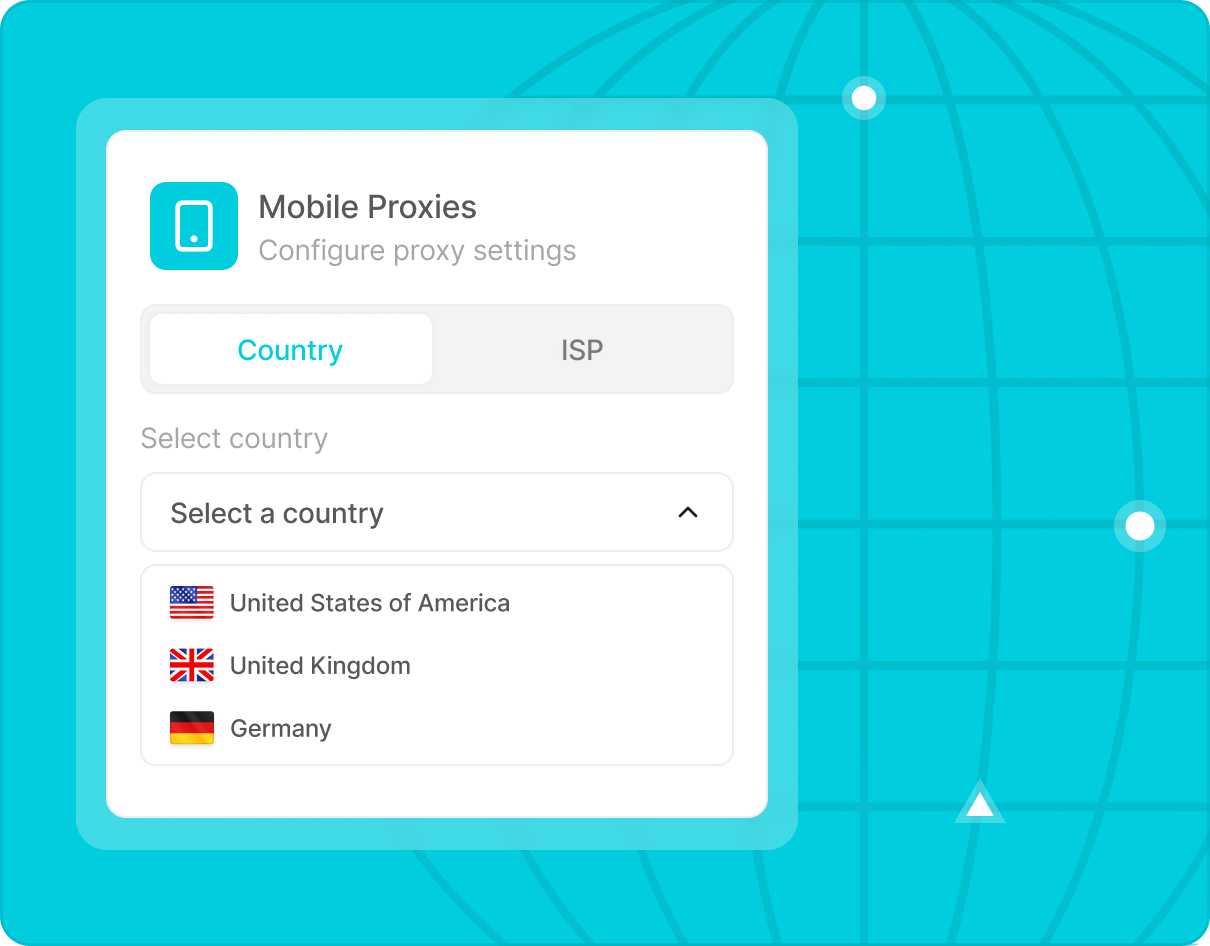 Mobile Proxies
Configure proxy settings
Country
ISP
Select country
Select a country
United States of America
United Kingdom
Germany